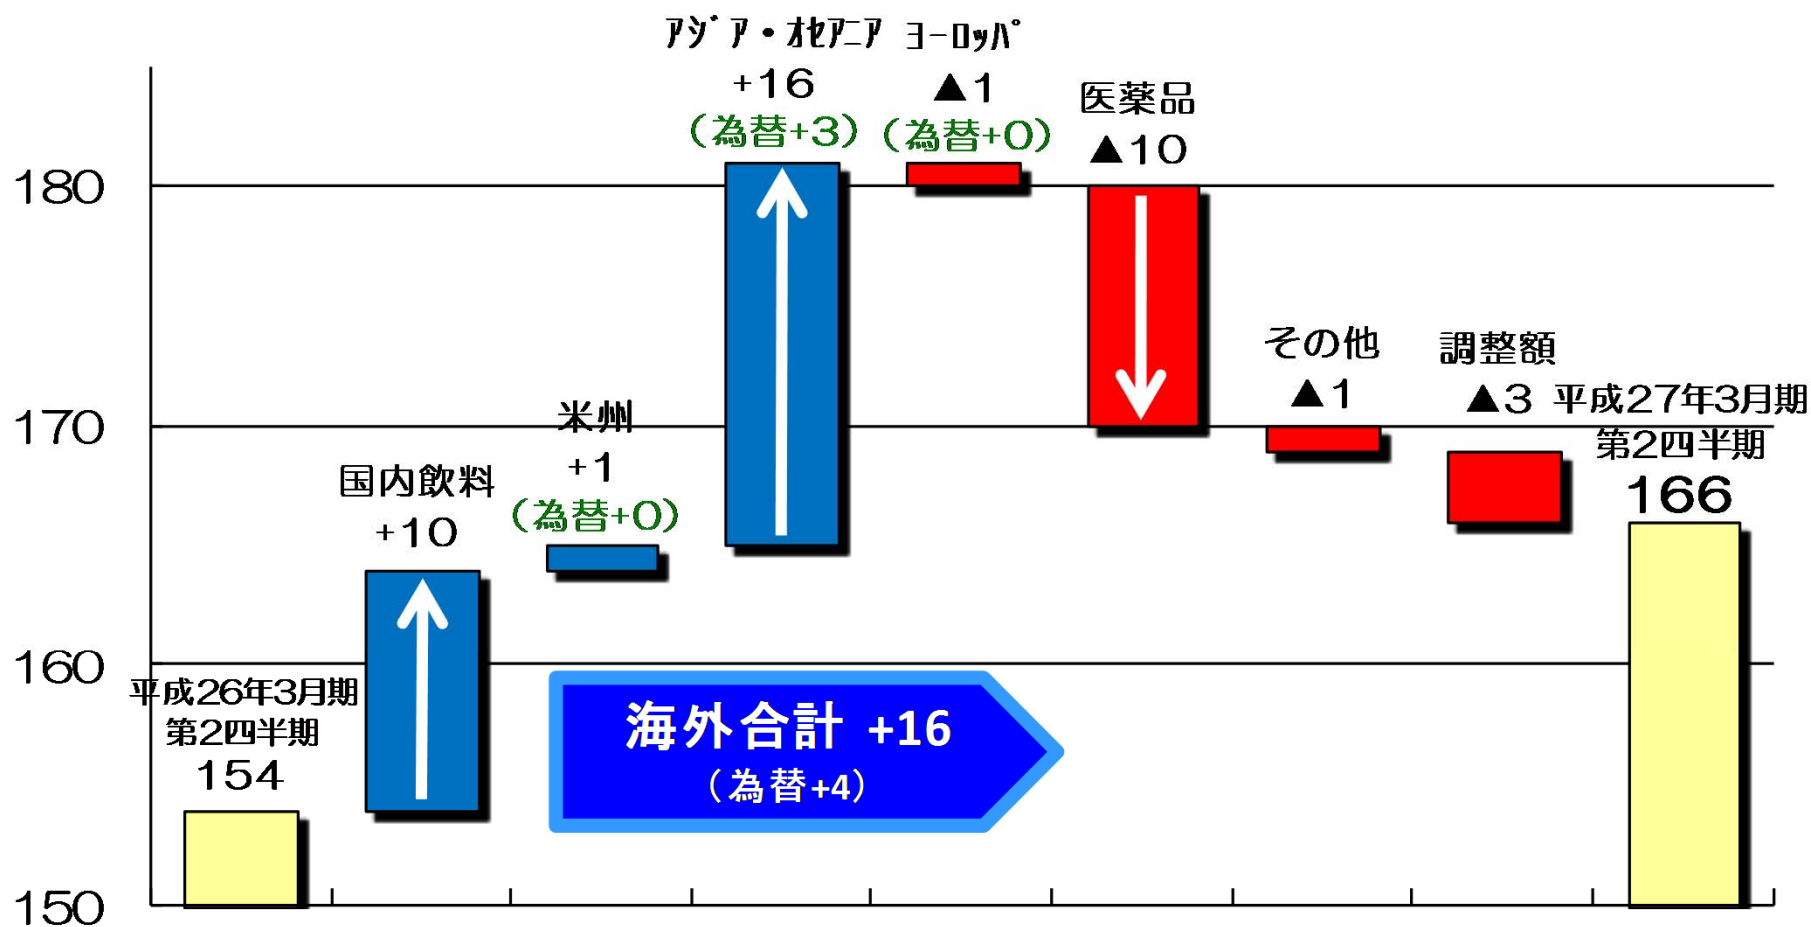 アジア・オセアニア
+16
(為替+3)
ヨーロッパ
▲1
(為替+0)
医薬品
▲10
180
その他
▲1
調整額
▲3
平成27年3月期
第2四半期
166
170
米州
+1
(為替+0)
国内飲料
+10
160
平成26年3月期
第2四半期
154
海外合計 +16
(為替+4)
150